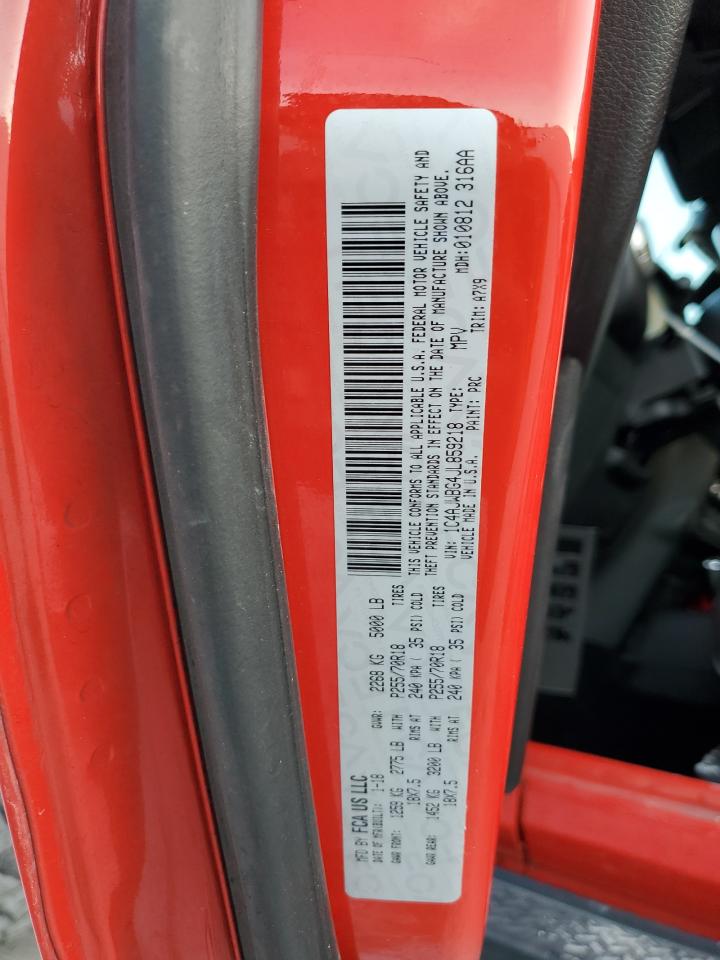 MFD BY FCA US LLC
DATE OF MFR(BUILT): 1-18 GVWR: 2268 KG 5000 LB
GAWR FRONT: 1259 KG 2775 LB WITH P255/70R18 TIRES
18X7.5 RIMS AT 240 KPA ( 35 PSI) COLD
GAWR REAR: 1452 KG 3200 LB WITH P255/70R18 TIRES
18X7.5 RIMS AT 240 KPA ( 35 PSI) COLD
THIS VEHICLE CONFORMS TO ALL APPLICABLE U.S.A. FEDERAL MOTOR VEHICLE SAFETY AND
THEFT PREVENTION STANDARDS IN EFFECT ON THE DATE OF MANUFACTURE SHOWN ABOVE.
VIN: 1C4AJWBG4JL859218 TYPE: MPV MDH:010812 316AA
VEHICLE MADE IN U.S.A. PAINT: PRC TRIM: A7X9